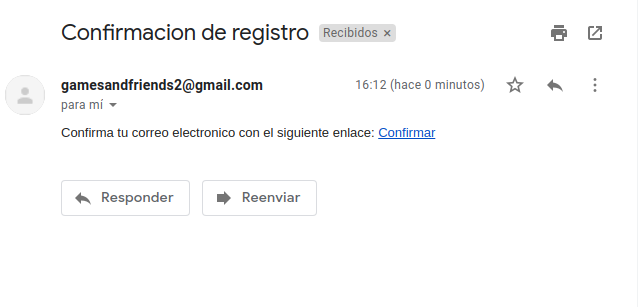 Confirmacion de registro Recibidos ×
gamesandfriends2@gmail.com 16:12 (hace 0 minutos)
para mí
Confirma tu correo electronico con el siguiente enlace: Confirmar
Responder Reenviar